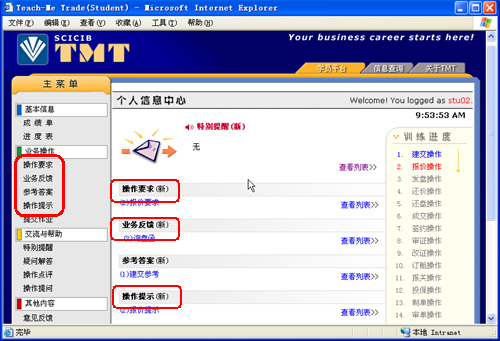 Teach-Me Trade(Student) - Microsoft Internet Explorer
文件(F) 编辑(E) 查看(V) 收藏(A) 工具(T) 帮助(H)
SCICIB
TMT
Your business career starts here!
学员平台 信息查询 关于TMT
主菜单
基本信息
成绩单
进度表
业务操作
操作要求
业务反馈
参考答案
操作提示
提交作业
交流与帮助
特别提醒
疑问解答
操作点评
操作提问
其他内容
意见反馈
个人信息中心
Welcome! You logged as stu02.
9:53:53 AM
特别提醒(新)
无
查看列表>>
操作要求(新)
(2)报价要求
查看列表>>
业务反馈(新)
(2)询盘函
查看列表>>
参考答案(新)
(1)建交参考
查看列表>>
操作提示(新)
(2)报价提示
查看列表>>
训练进度
1. 建交操作
2. 报价操作
3. 发盘操作
4. 还价操作
5. 还盘操作
6. 成交操作
7. 签约操作
8. 审证操作
9. 改证操作
10. 订舱操作
11. 报关操作
12. 投保操作
13. 制单操作
14. 审单操作
完毕
本地 Intranet